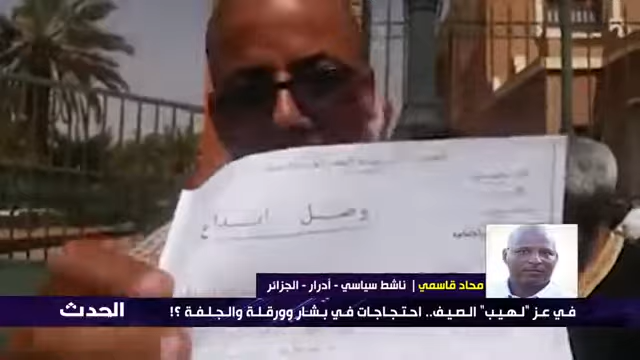 وصل ايداع
محاد قاسمي | ناشط سياسي - أدرار - الجزائر
في عز "لهيب" الصيف.. احتجاجات في بشار وورقلة والجلفة ؟!
الحدث